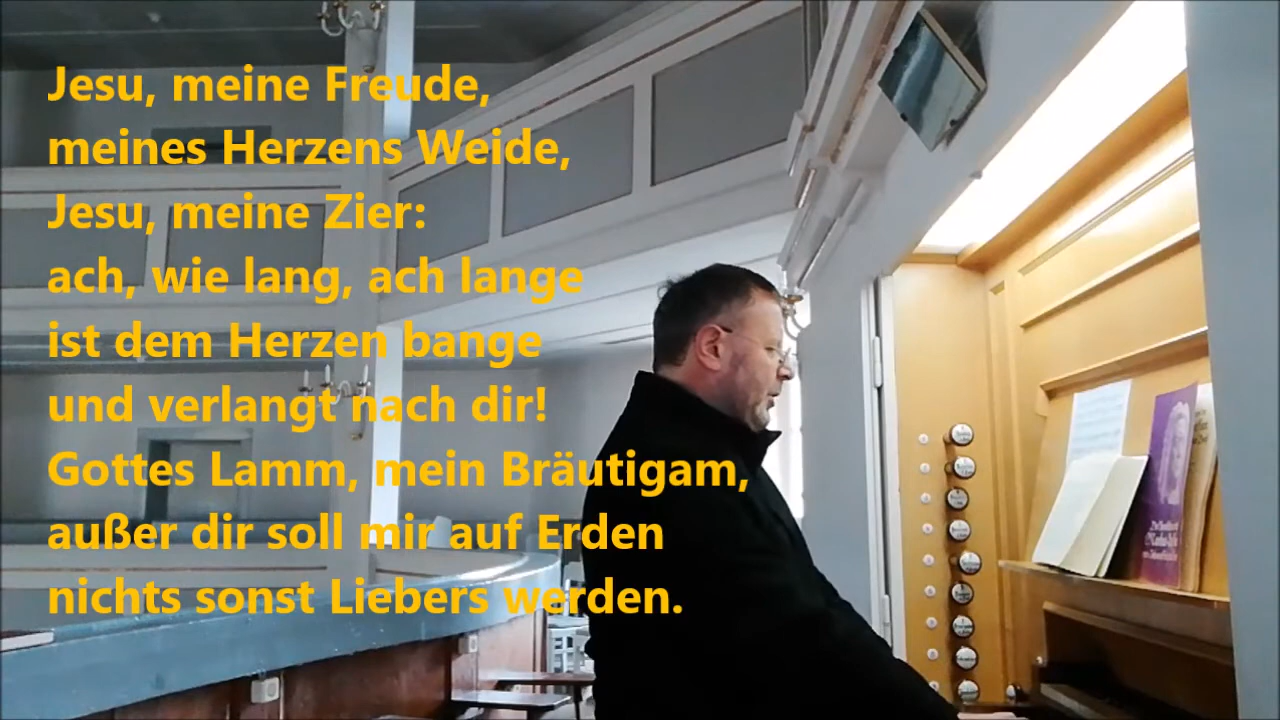 Jesu, meine Freude,
meines Herzens Weide,
Jesu, meine Zier:
ach, wie lang, ach lange
ist dem Herzen bange
und verlangt nach dir!
Gottes Lamm, mein Bräutigam,
außer dir soll mir auf Erden
nichts sonst Liebers werden.